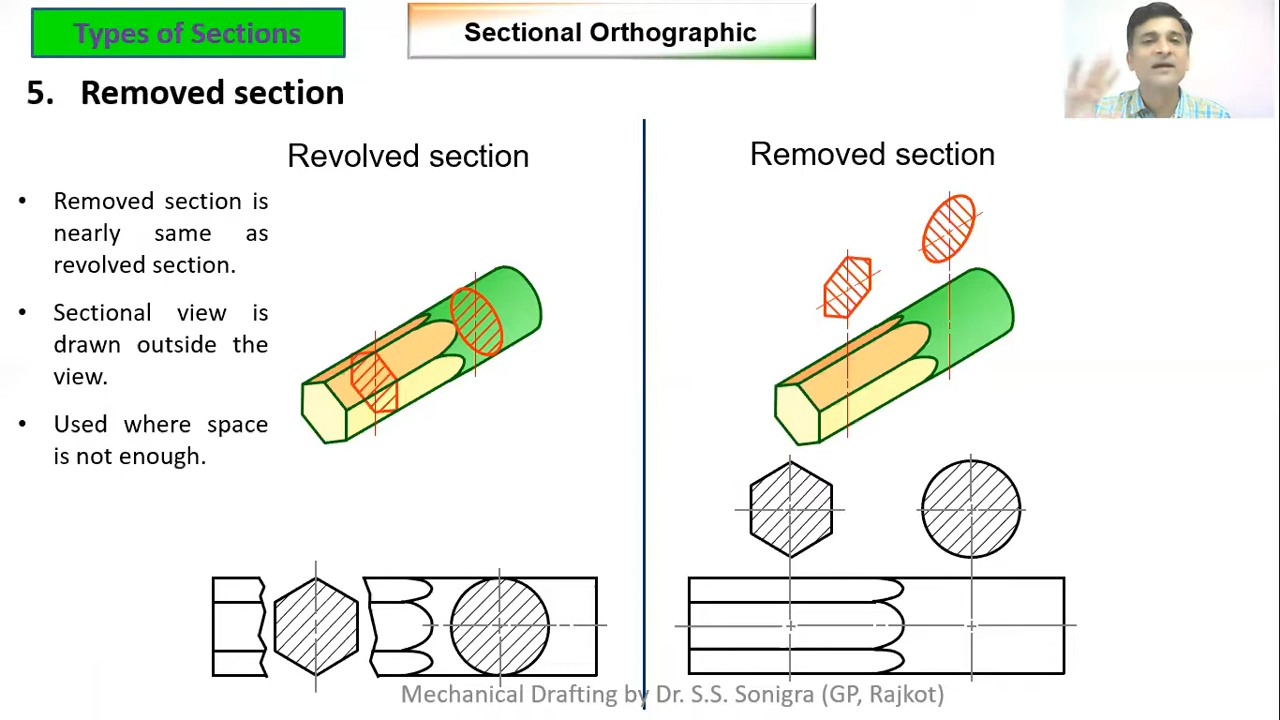 Types of Sections
Sectional Orthographic
5. Removed section
Revolved section
Removed section
• Removed section is
nearly same as
revolved section.
• Sectional view is
drawn outside the
view.
• Used where space
is not enough.
Mechanical Drafting by Dr. S.S. Sonigra (GP, Rajkot)